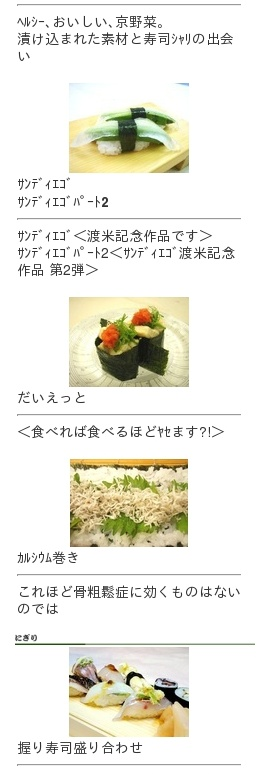 ﾍﾙｼｰ､おいしい､京野菜。
漬け込まれた素材と寿司ｼｬﾘの出会
い
ｻﾝﾃﾞｨｴｺﾞ
ｻﾝﾃﾞｨｴｺﾞﾊﾟｰﾄ2
ｻﾝﾃﾞｨｴｺﾞ＜渡米記念作品です＞
ｻﾝﾃﾞｨｴｺﾞﾊﾟｰﾄ2＜ｻﾝﾃﾞｨｴｺﾞ渡米記念
作品 第2弾＞
だいえっと
＜食べれば食べるほどﾔｾます?!＞
ｶﾙｼｳﾑ巻き
これほど骨粗鬆症に効くものはない
のでは
にぎり
握り寿司盛り合わせ